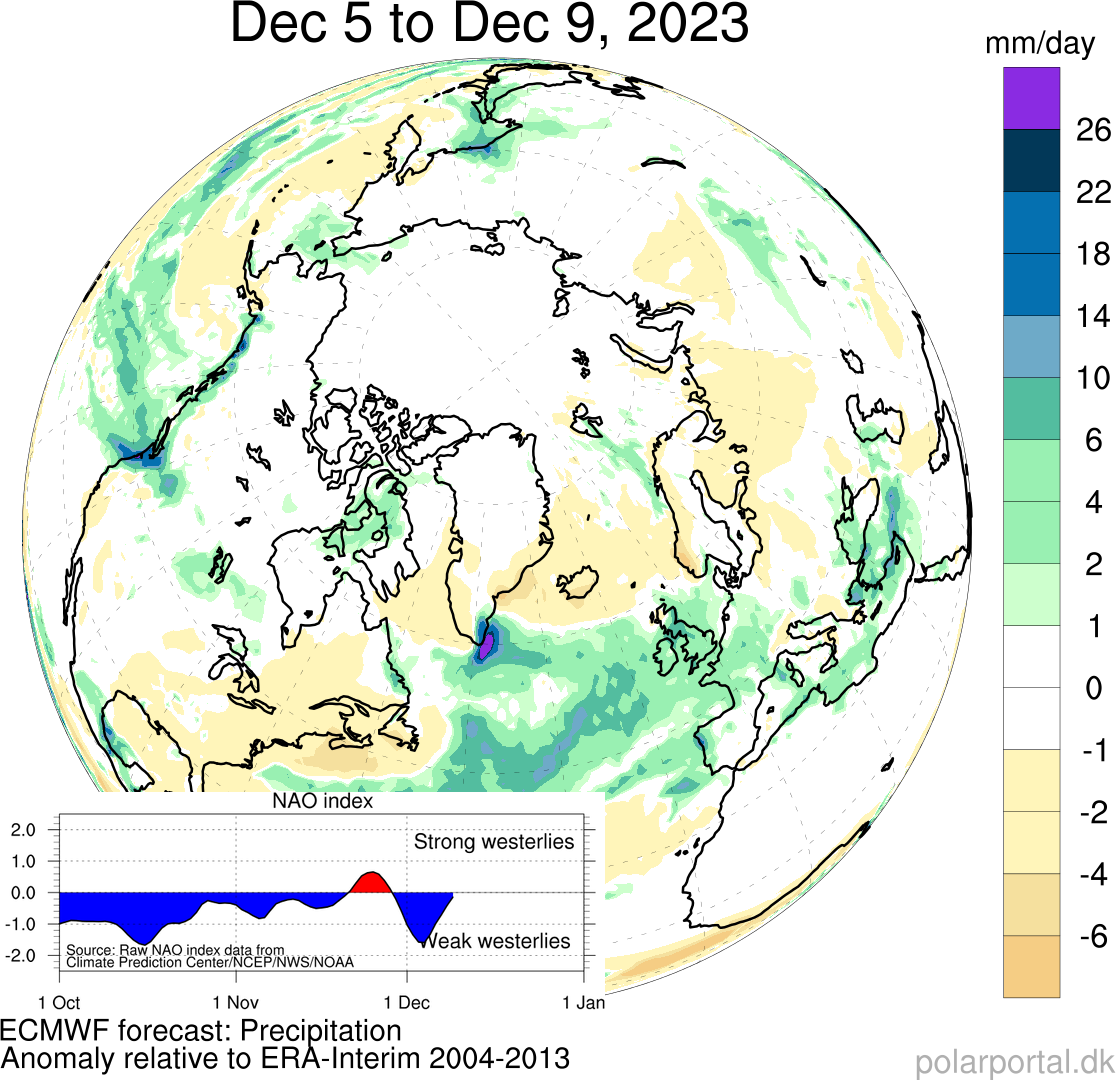 Dec 5 to Dec 9, 2023
mm/day
26
22
18
14
10
6
4
2
1
0
-1
-2
-4
-6
NAO index
2.0
1.0
0.0
-1.0
-2.0
Strong westerlies
Weak westerlies
Source: Raw NAO index data from
Climate Prediction Center/NCEP/NWS/NOAA
1 Oct
1 Nov
1 Dec
1 Jan
ECMWF forecast: Precipitation
Anomaly relative to ERA-Interim 2004-2013
polarportal.dk